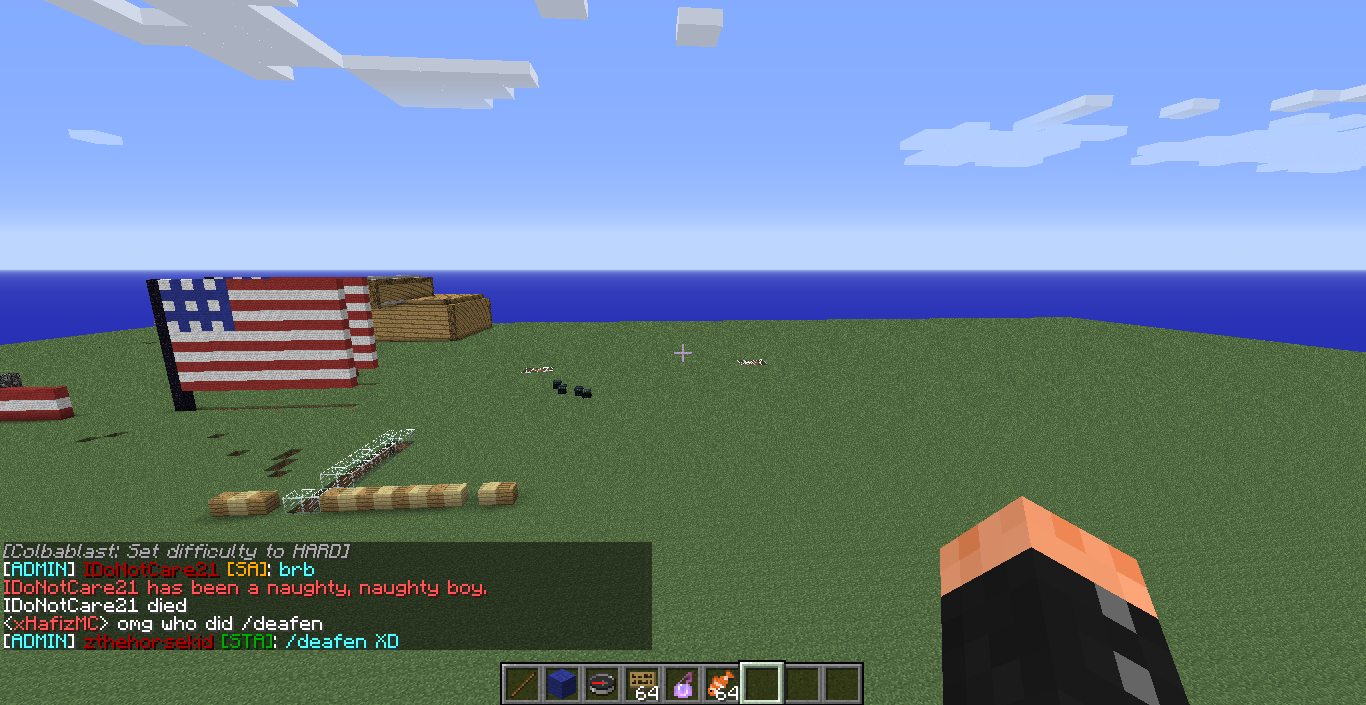 [Colbablast: Set difficulty to HARD]
[ADMIN] IDoNotCare21 [SA]: brb
IDoNotCare21 has been a naughty, naughty boy.
IDoNotCare21 died
<xHafizMC> omg who did /deafen
[ADMIN] zthehorsekid [STA]: /deafen XD
64 64